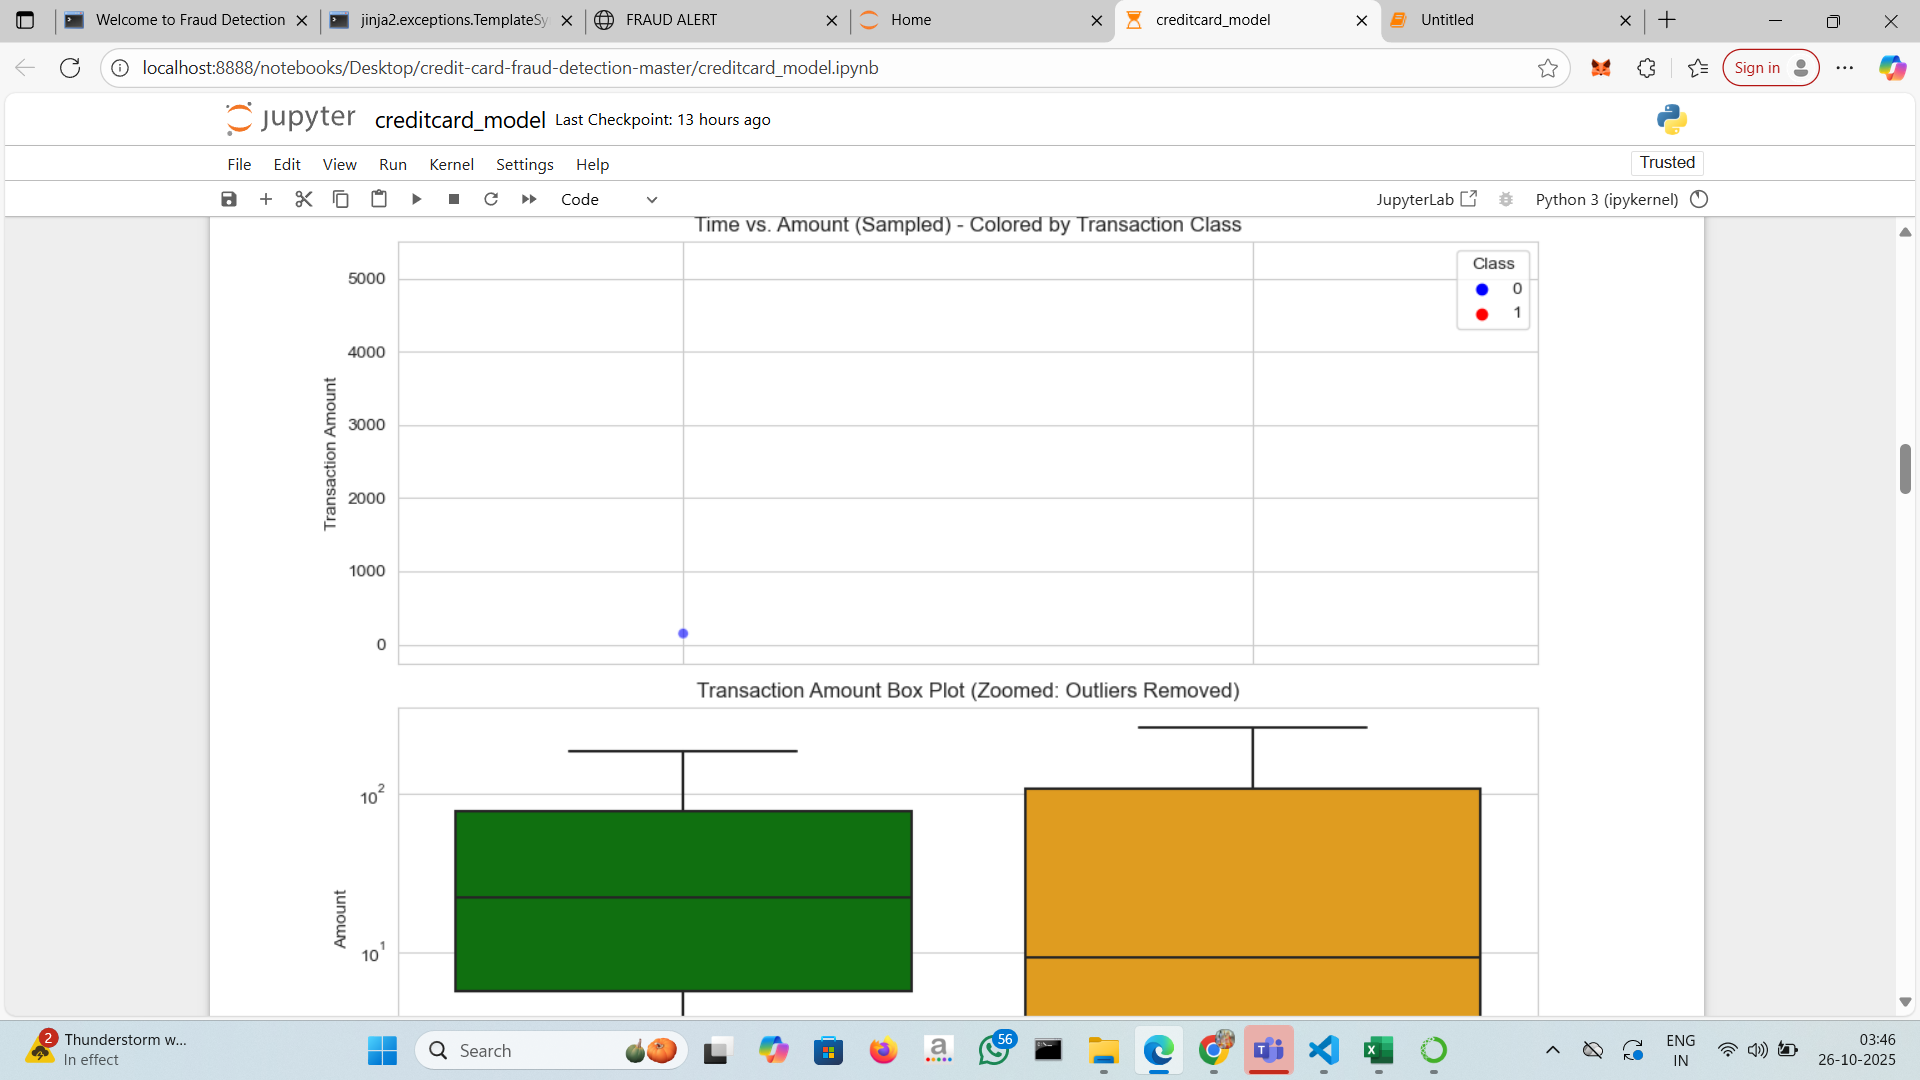 Welcome to Fraud Detection
jinja2.exceptions.TemplateSy
FRAUD ALERT
Home
creditcard_model
Untitled
localhost:8888/notebooks/Desktop/credit-card-fraud-detection-master/creditcard_model.ipynb
Sign in
jupyter creditcard_model Last Checkpoint: 13 hours ago
File Edit View Run Kernel Settings Help
Trusted
Code
JupyterLab
Python 3 (ipykernel)
Time vs. Amount (Sampled) - Colored by Transaction Class
Class
0
1
5000
4000
3000
2000
1000
0
Transaction Amount
Transaction Amount Box Plot (Zoomed: Outliers Removed)
10²
10¹
Amount
2
Thunderstorm w...
In effect
Search
a
56
ENG
IN
03:46
26-10-2025